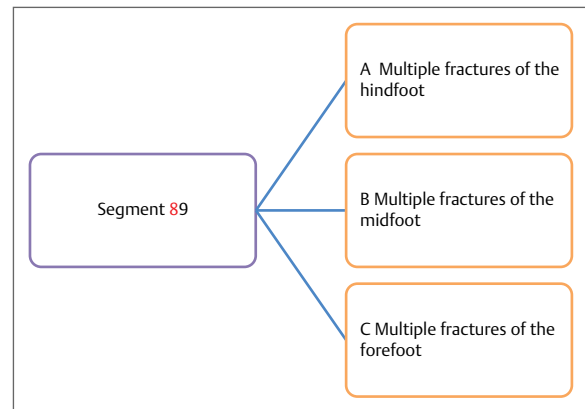 A Multiple fractures of the
hindfoot
Segment 89
B Multiple fractures of the
midfoot
C Multiple fractures of the
forefoot